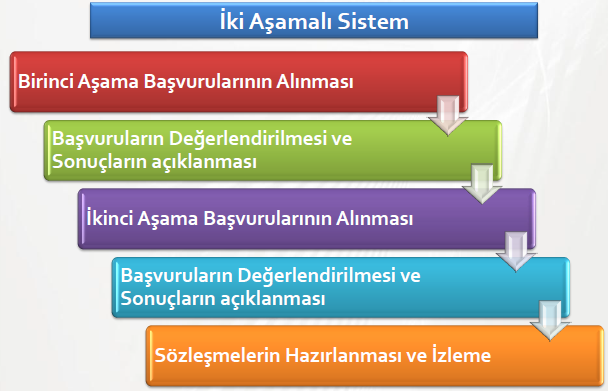 İki Aşamalı Sistem
Birinci Aşama Başvurularının Alınması
Başvuruların Değerlendirilmesi ve
Sonuçların açıklanması
İkinci Aşama Başvurularının Alınması
Başvuruların Değerlendirilmesi ve
Sonuçların açıklanması
Sözleşmelerin Hazırlanması ve İzleme